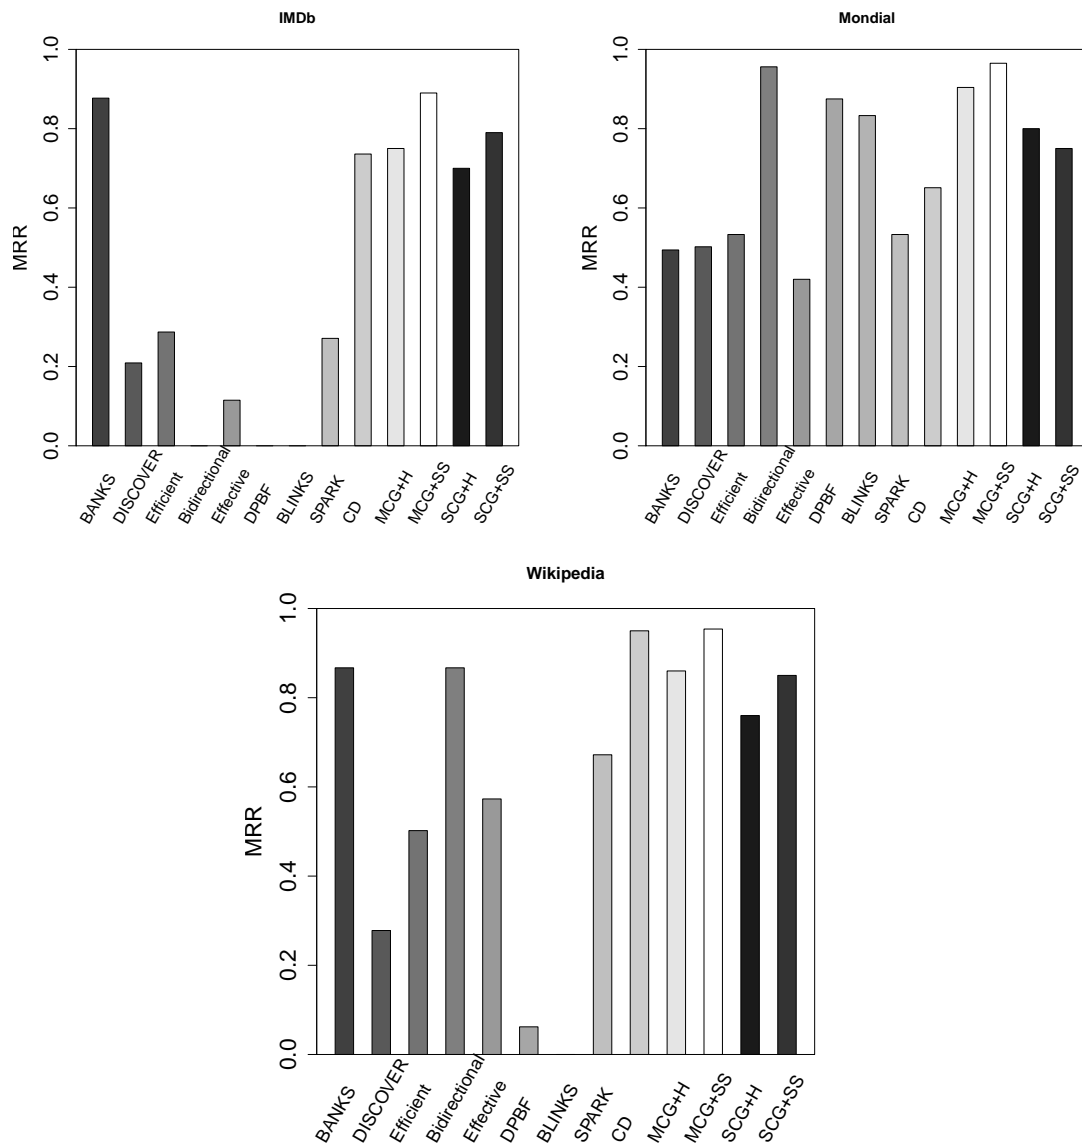 IMDb
MRR
1.0
0.8
0.6
0.4
0.2
0.0
BANKS
DISCOVER
Efficient
Bidirectional
Effective
DPBF
BLINKS
SPARK
CD
MCG+H
MCG+SS
SCG+H
SCG+SS
Mondial
MRR
1.0
0.8
0.6
0.4
0.2
0.0
BANKS
DISCOVER
Efficient
Bidirectional
Effective
DPBF
BLINKS
SPARK
CD
MCG+H
MCG+SS
SCG+H
SCG+SS
Wikipedia
MRR
1.0
0.8
0.6
0.4
0.2
0.0
BANKS
DISCOVER
Efficient
Bidirectional
Effective
DPBF
BLINKS
SPARK
CD
MCG+H
MCG+SS
SCG+H
SCG+SS